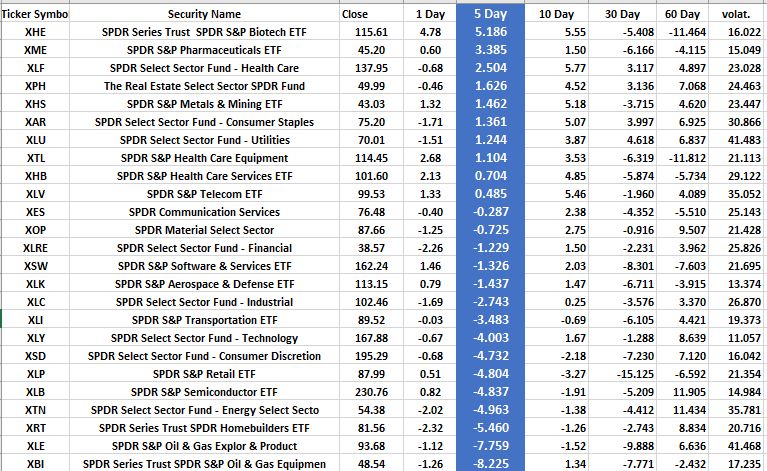 Ticker Symbo Security Name Close 1 Day 5 Day 10 Day 30 Day 60 Day volat.
XHE SPDR Series Trust SPDR S&P Biotech ETF 115.61 4.78 5.186 5.55 -5.408 -11.464 16.022
XME SPDR S&P Pharmaceuticals ETF 45.20 0.60 3.385 1.50 -6.166 -4.115 15.049
XLF SPDR Select Sector Fund - Health Care 137.95 -0.68 2.504 5.77 3.117 4.897 23.028
XPH The Real Estate Select Sector SPDR Fund 49.99 -0.46 1.626 4.52 3.136 7.068 24.463
XHS SPDR S&P Metals & Mining ETF 43.03 1.32 1.462 5.18 -3.715 4.620 23.447
XAR SPDR Select Sector Fund - Consumer Staples 75.20 -1.71 1.361 5.07 3.997 6.925 30.866
XLU SPDR Select Sector Fund - Utilities 70.01 -1.51 1.244 3.87 4.618 6.837 41.483
XTL SPDR S&P Health Care Equipment 114.45 2.68 1.104 3.53 -6.319 -11.812 21.113
XHB SPDR S&P Health Care Services ETF 101.60 2.13 0.704 4.85 -5.874 -5.734 29.122
XLV SPDR S&P Telecom ETF 99.53 1.33 0.485 5.46 -1.960 4.089 35.052
XES SPDR Communication Services 76.48 -0.40 -0.287 2.38 -4.352 -5.510 25.143
XOP SPDR Material Select Sector 87.66 -1.25 -0.725 2.75 -0.916 9.507 21.428
XLRE SPDR Select Sector Fund - Financial 38.57 -2.26 -1.229 1.50 -2.231 3.962 25.826
XSW SPDR S&P Software & Services ETF 162.24 1.46 -1.326 2.03 -8.301 -7.603 21.695
XLK SPDR S&P Aerospace & Defense ETF 113.15 0.79 -1.437 1.47 -6.711 -3.915 13.374
XLC SPDR Select Sector Fund - Industrial 102.46 -1.69 -2.743 0.25 -3.576 3.370 26.870
XLI SPDR S&P Transportation ETF 89.52 -0.03 -3.483 -0.69 -6.105 4.421 19.373
XLY SPDR Select Sector Fund - Technology 167.88 -0.67 -4.003 1.67 -1.288 8.639 11.057
XSD SPDR Select Sector Fund - Consumer Discretion 195.29 -0.68 -4.732 -2.18 -7.230 7.120 16.042
XLP SPDR S&P Retail ETF 87.99 0.51 -4.804 -3.27 -15.125 -6.592 21.354
XLB SPDR S&P Semiconductor ETF 230.76 0.82 -4.837 -1.91 -5.209 11.905 14.984
XTN SPDR Select Sector Fund - Energy Select Secto 54.38 -2.02 -4.963 -1.38 -4.412 11.434 35.781
XRT SPDR Series Trust SPDR Homebuilders ETF 81.56 -2.32 -5.460 -1.26 -2.743 8.834 20.716
XLE SPDR S&P Oil & Gas Explor & Product 93.68 -1.12 -7.759 -1.52 -9.888 6.636 41.468
XBI SPDR Series Trust SPDR S&P Oil & Gas Equipmen 48.54 -1.26 -8.225 1.34 -7.771 -2.432 17.235